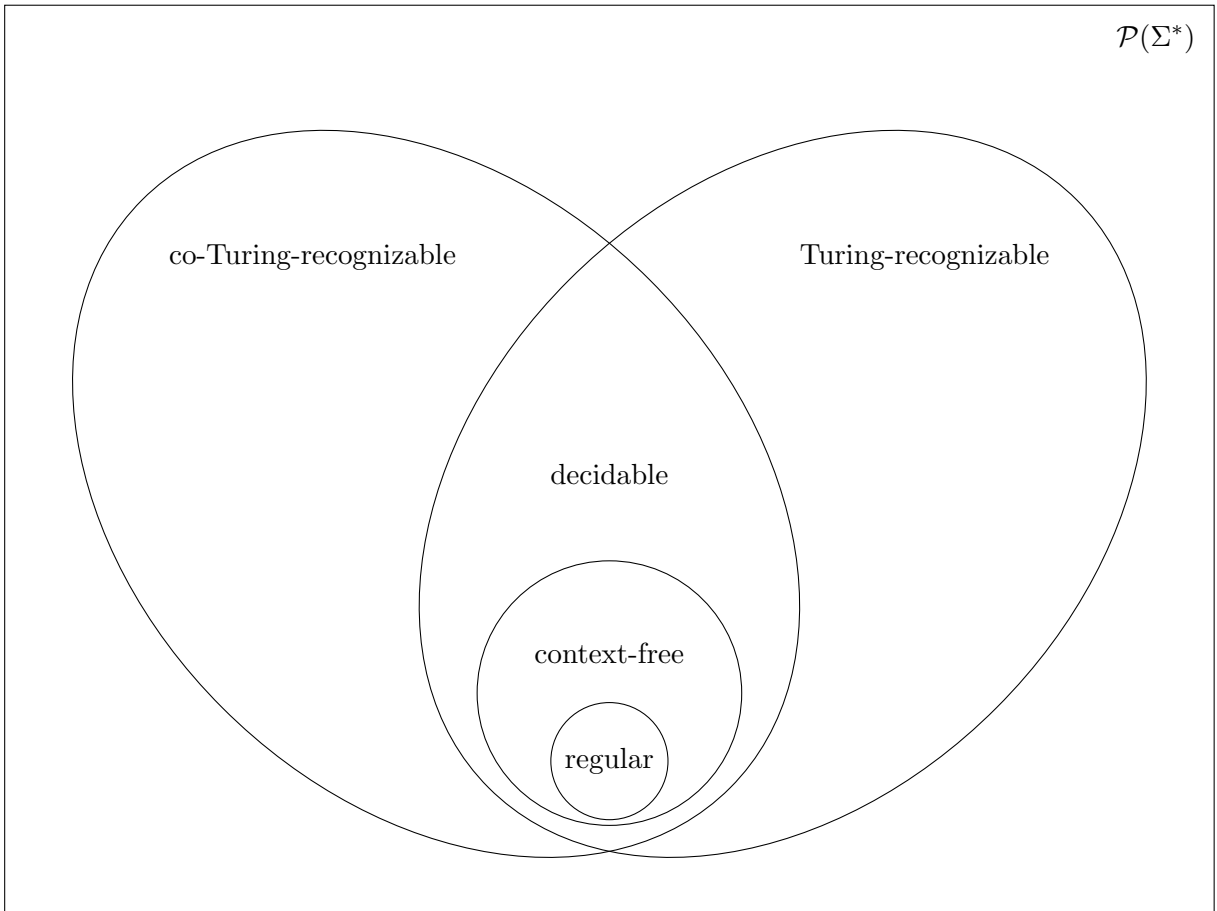 𝒫(Σ*)
co-Turing-recognizable
Turing-recognizable
decidable
context-free
regular